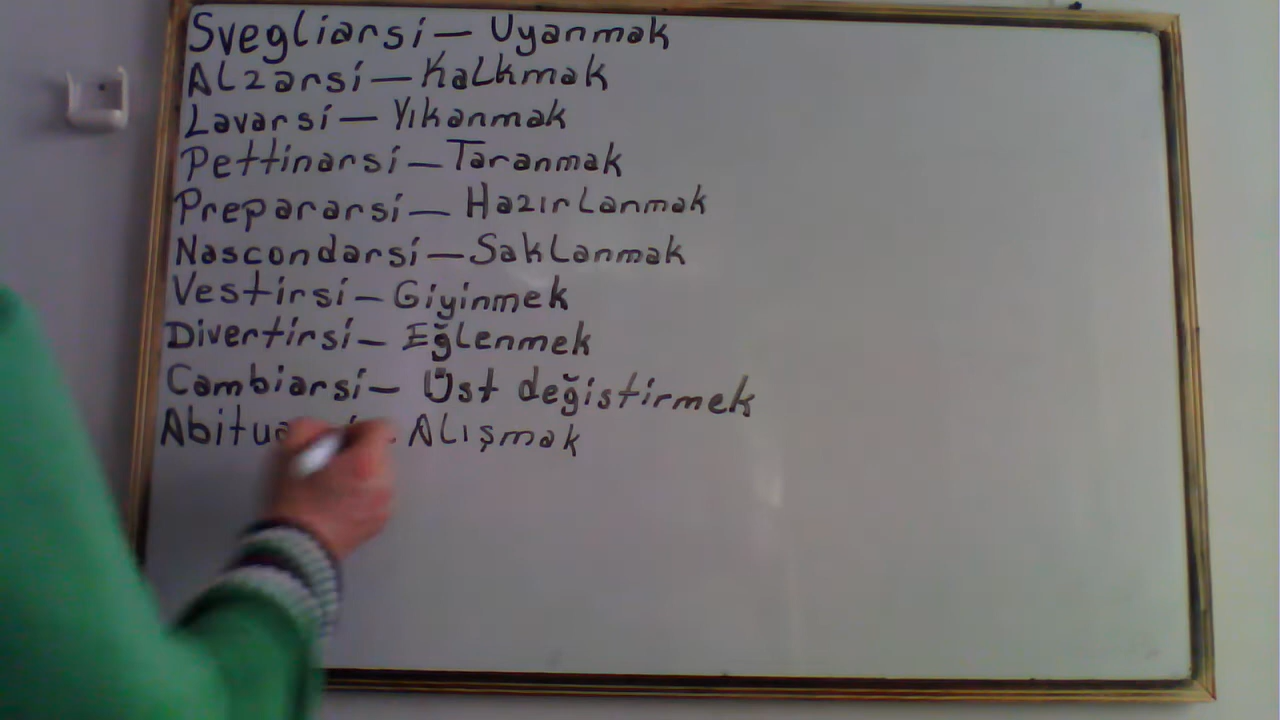 Svegliarsi – Uyanmak
Alzarsi – Kalkmak
Lavarsi – Yıkanmak
Pettinarsi – Taranmak
Prepararsi – Hazırlanmak
Nascondarsi – Saklanmak
Vestirsi – Giyinmek
Divertirsi – Eğlenmek
Cambiarsi – Üst değistirmek
Alışmak